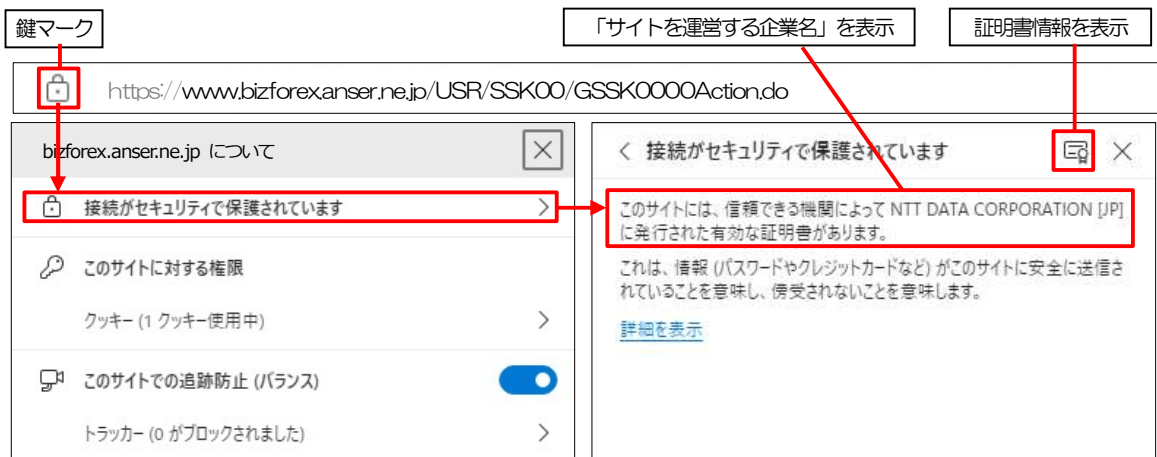 鍵マーク
「サイトを運営する企業名」を表示
証明書情報を表示
https://www.bizforex.anser.ne.jp/USR/SSK00/GSSK0000Action.do
bizforex.anser.ne.jp について
接続がセキュリティで保護されています
このサイトに対する権限
クッキー (1 クッキー使用中)
このサイトでの追跡防止 (バランス)
トラッカー (0 がブロックされました)
接続がセキュリティで保護されています
このサイトには、信頼できる機関によって NTT DATA CORPORATION [JP]
に発行された有効な証明書があります。
これは、情報 (パスワードやクレジットカードなど) がこのサイトに安全に送信さ
れていることを意味し、傍受されないことを意味します。
詳細を表示